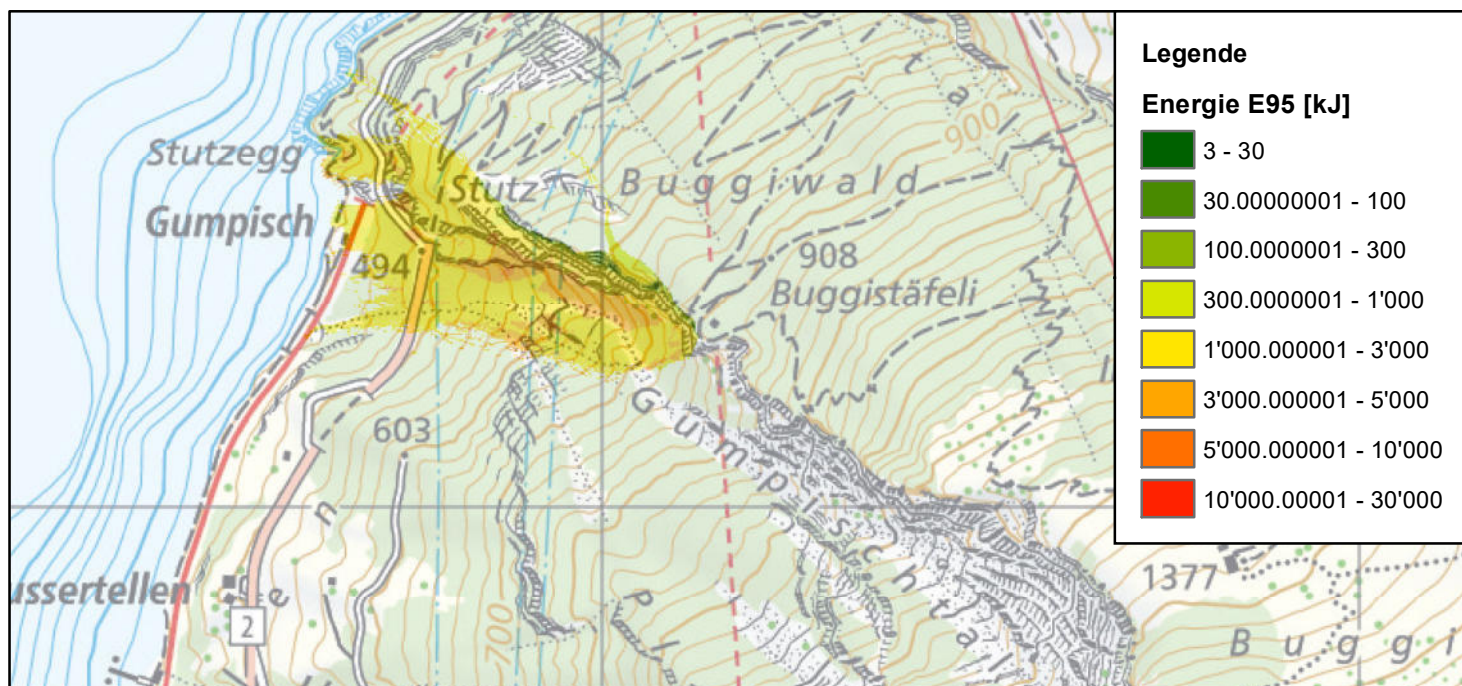 Legende
Energie E95 [kJ]
3 - 30
30.00000001 - 100
100.0000001 - 300
300.0000001 - 1'000
1'000.000001 - 3'000
3'000.000001 - 5'000
5'000.000001 - 10'000
10'000.00001 - 30'000
900
Stutzegg
Stutz
Buggiwald
Gumpisch
494
908
Buggistäfeli
603
Gumpischtal
ussertellen
2
700
1377
Buggi